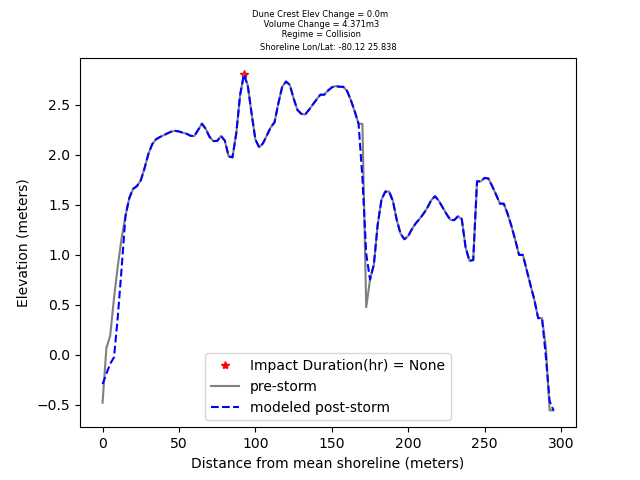 Dune Crest Elev Change = 0.0m
Volume Change = 4.371m3
Regime = Collision
Shoreline Lon/Lat: -80.12 25.838
2.5
2.0
1.5
1.0
0.5
0.0
−0.5
Elevation (meters)
Impact Duration(hr) = None
pre-storm
modeled post-storm
0 50 100 150 200 250 300
Distance from mean shoreline (meters)